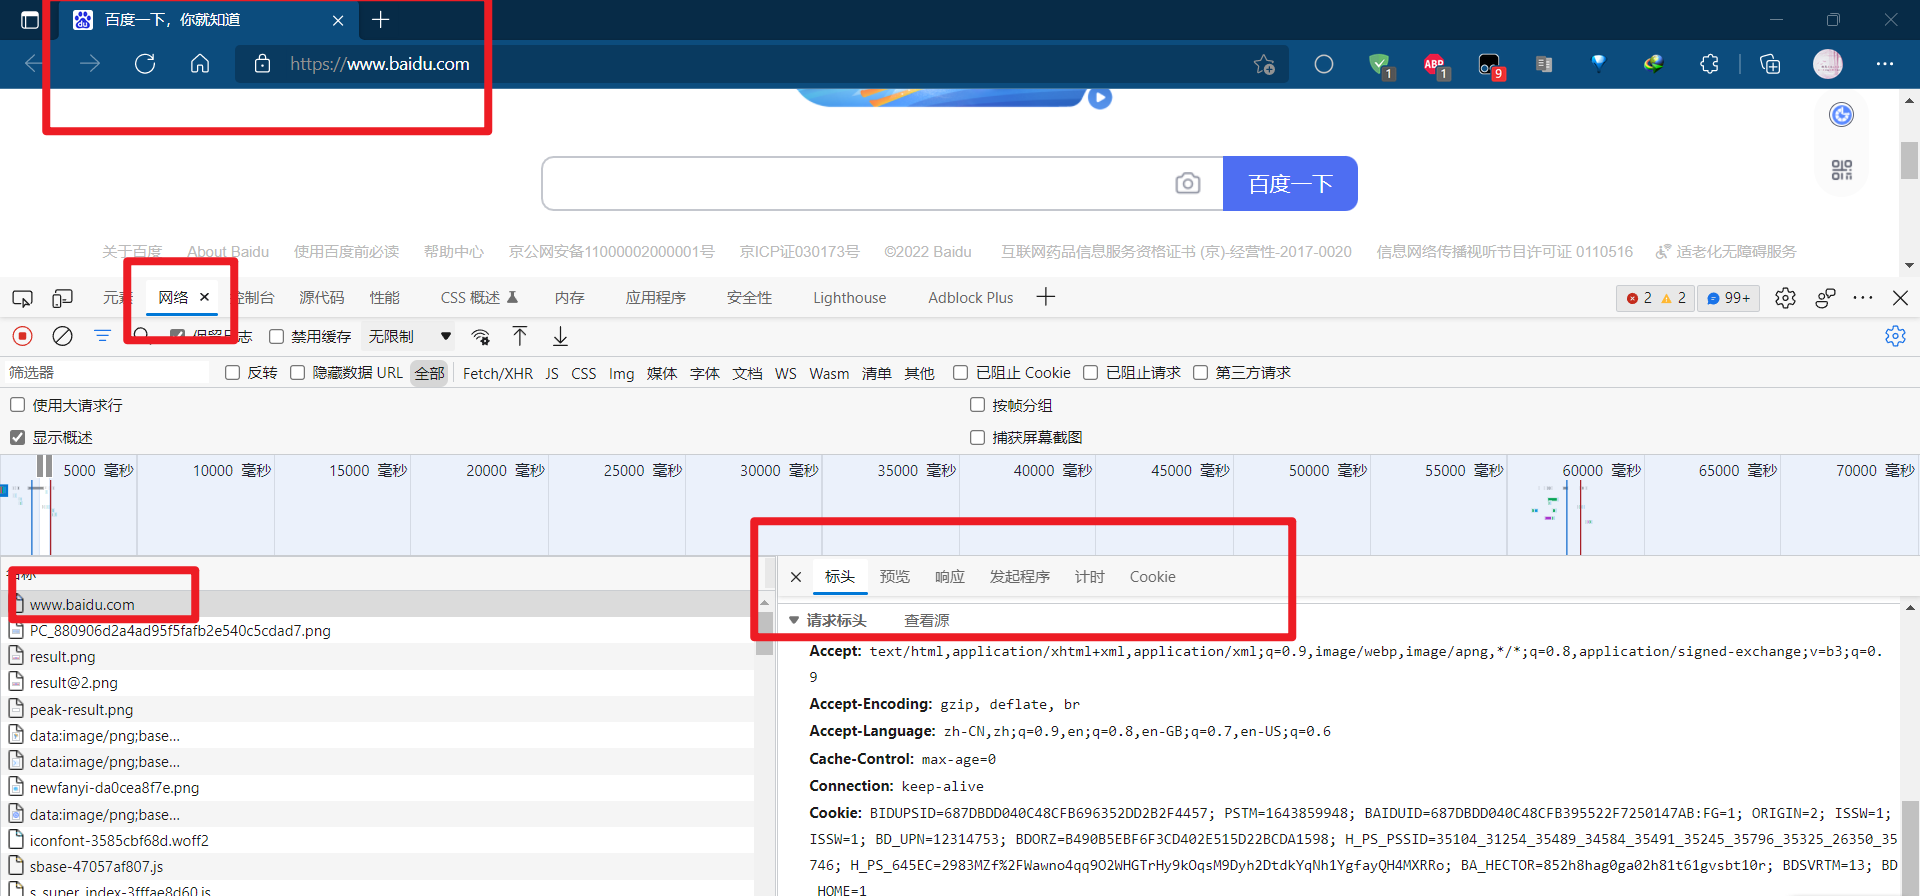 百度一下，你就知道
https://www.baidu.com
1
ABP
1
9
百度一下
关于百度 About Baidu 使用百度前必读 帮助中心 京公网安备11000002000001号 京ICP证030173号 ©2022 Baidu 互联网药品信息服务资格证书 (京)-经营性-2017-0020 信息网络传播视听节目许可证 0110516 适老化无障碍服务
网络 控制台 源代码 性能 CSS 概述 内存 应用程序 安全性 Lighthouse Adblock Plus 2 2 99+
保留日志 禁用缓存 无限制
筛选器 反转 隐藏数据 URL 全部 Fetch/XHR JS CSS Img 媒体 字体 文档 WS Wasm 清单 其他 已阻止 Cookie 已阻止请求 第三方请求
使用大请求行 按帧分组
显示概述 捕获屏幕截图
5000 毫秒 10000 毫秒 15000 毫秒 20000 毫秒 25000 毫秒 30000 毫秒 35000 毫秒 40000 毫秒 45000 毫秒 50000 毫秒 55000 毫秒 60000 毫秒 65000 毫秒 70000 毫秒
www.baidu.com
PC_880906d2a4ad95f5fafb2e540c5cdad7.png
result.png
result@2.png
peak-result.png
data:image/png;base...
data:image/png;base...
newfanyi-da0cea8f7e.png
data:image/png;base...
iconfont-3585cbf68d.woff2
sbase-47057af807.js
s_super_index-3fffae8d60.js
标头 预览 响应 发起程序 计时 Cookie
请求标头 查看源
Accept: text/html,application/xhtml+xml,application/xml;q=0.9,image/webp,image/apng,*/*;q=0.8,application/signed-exchange;v=b3;q=0.
9
Accept-Encoding: gzip, deflate, br
Accept-Language: zh-CN,zh;q=0.9,en;q=0.8,en-GB;q=0.7,en-US;q=0.6
Cache-Control: max-age=0
Connection: keep-alive
Cookie: BIDUPSID=687DBDD040C48CFB696352DD2B2F4457; PSTM=1643859948; BAIDUID=687DBDD040C48CFB395522F7250147AB:FG=1; ORIGIN=2; ISSW=1;
ISSW=1; BD_UPN=12314753; BDORZ=B490B5EBF6F3CD402E515D22BCDA1598; H_PS_PSSID=35104_31254_35489_34584_35491_35245_35796_35325_26350_35
746; H_PS_645EC=2983MZf%2FWawno4qq9O2WHGTrHy9kOqsM9Dyh2DtdkYqNh1YgfayQH4MXRRo; BA_HECTOR=852h8hag0ga02h81t61gvsbt10r; BDSVRTM=13; BD
_HOME=1